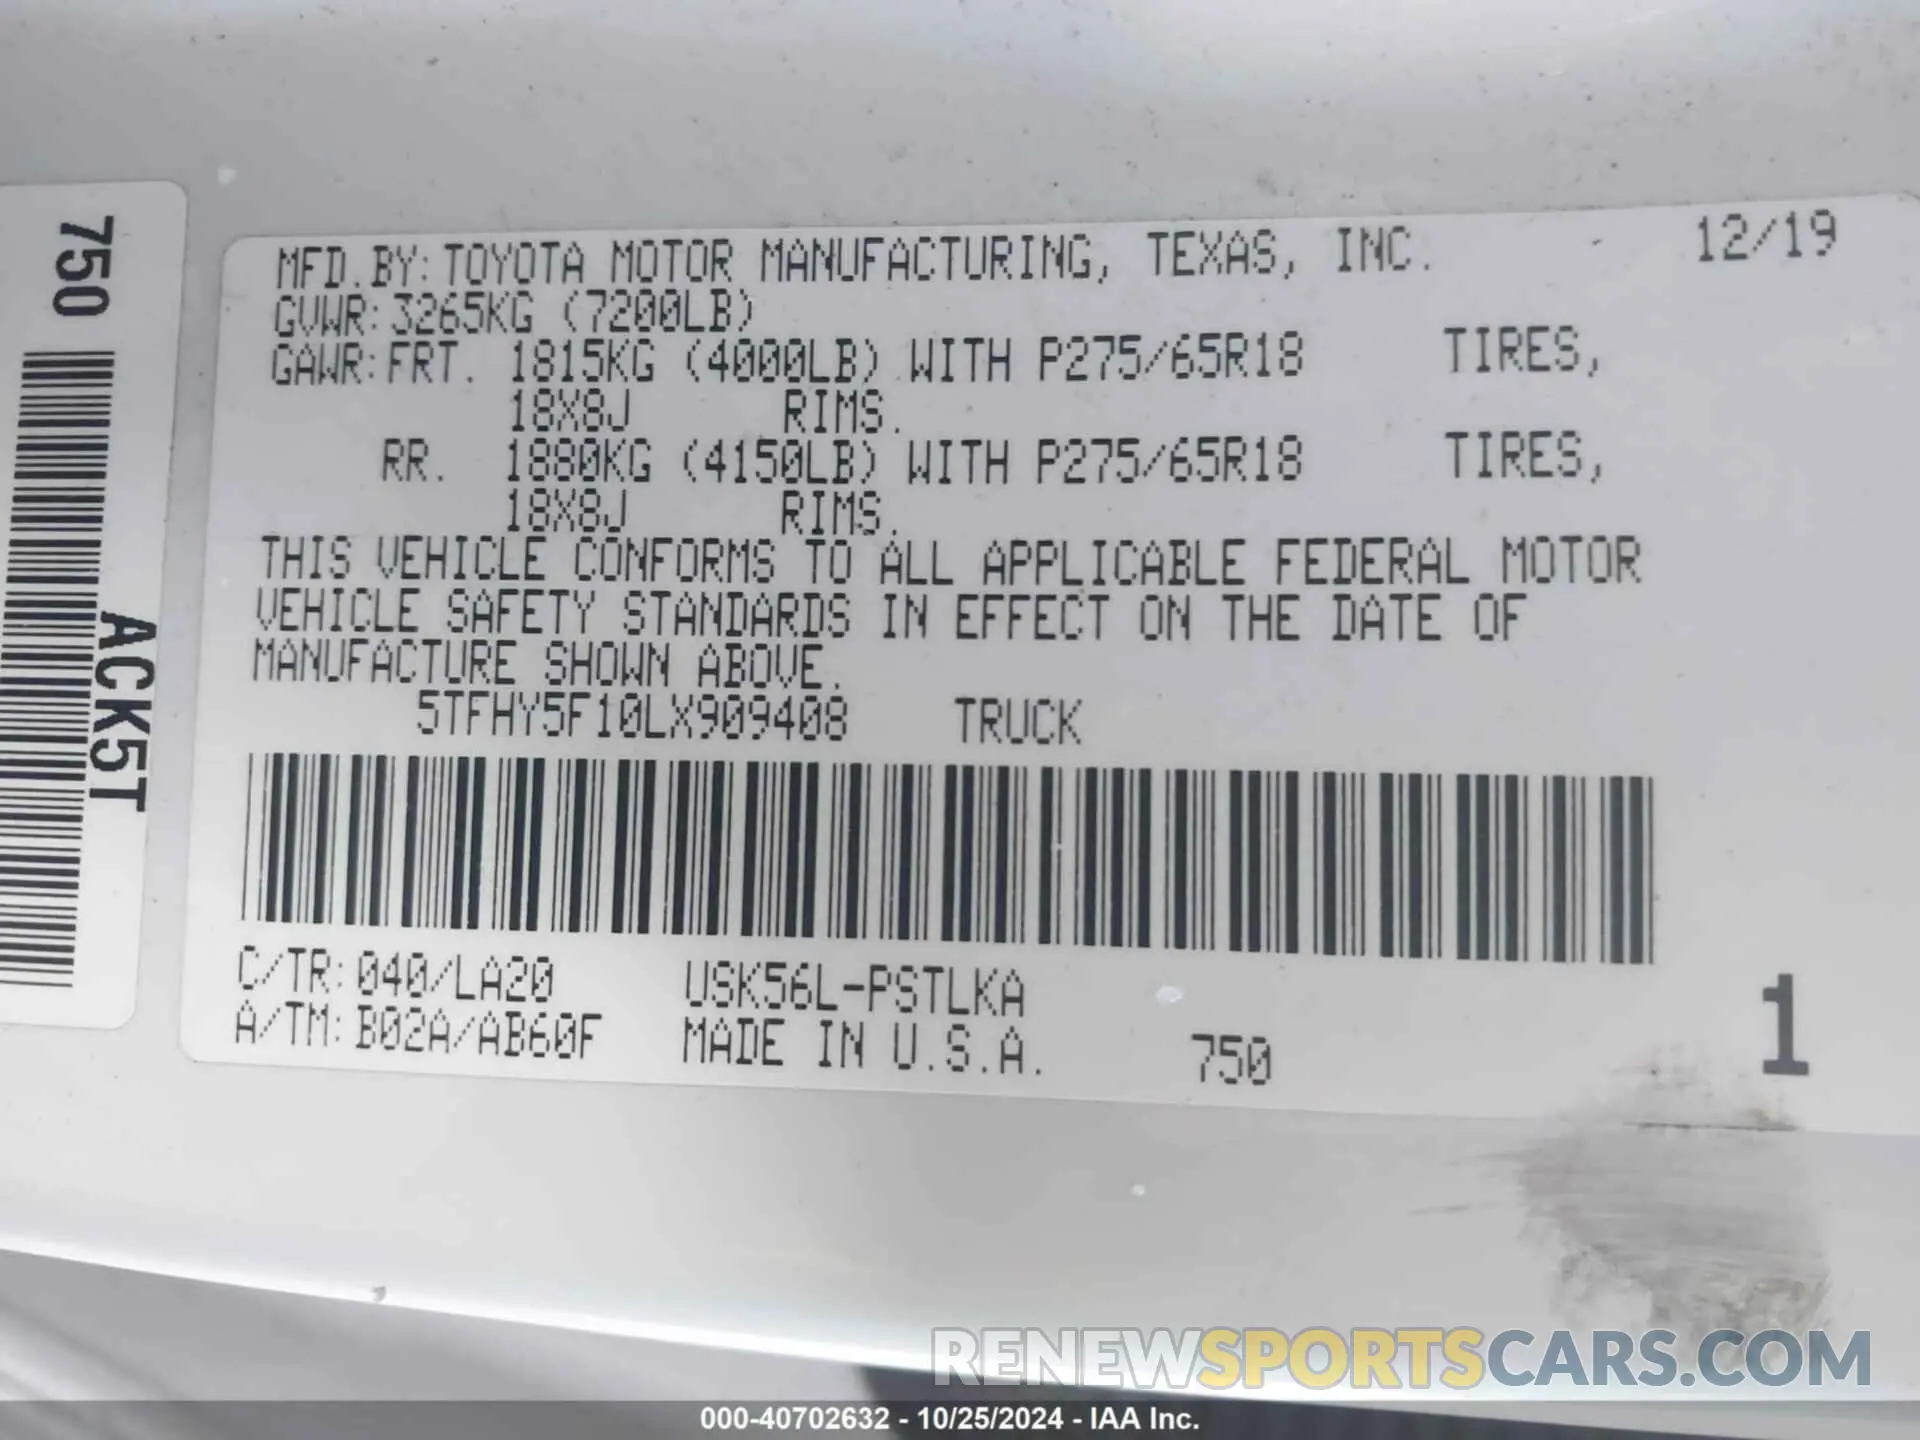 750
ACK5T
MFD.BY:TOYOTA MOTOR MANUFACTURING, TEXAS, INC. 12/19
GVWR:3265KG (7200LB)
GAWR:FRT. 1815KG (4000LB) WITH P275/65R18 TIRES,
18X8J RIMS.
RR. 1880KG (4150LB) WITH P275/65R18 TIRES,
18X8J RIMS.
THIS VEHICLE CONFORMS TO ALL APPLICABLE FEDERAL MOTOR
VEHICLE SAFETY STANDARDS IN EFFECT ON THE DATE OF
MANUFACTURE SHOWN ABOVE.
5TFHY5F10LX909408 TRUCK
C/TR:040/LA20 USK56L-PSTLKA
A/TM:B02A/AB60F MADE IN U.S.A. 750
1
RENEWSPORTSCARS.COM
000-40702632 - 10/25/2024 - IAA Inc.